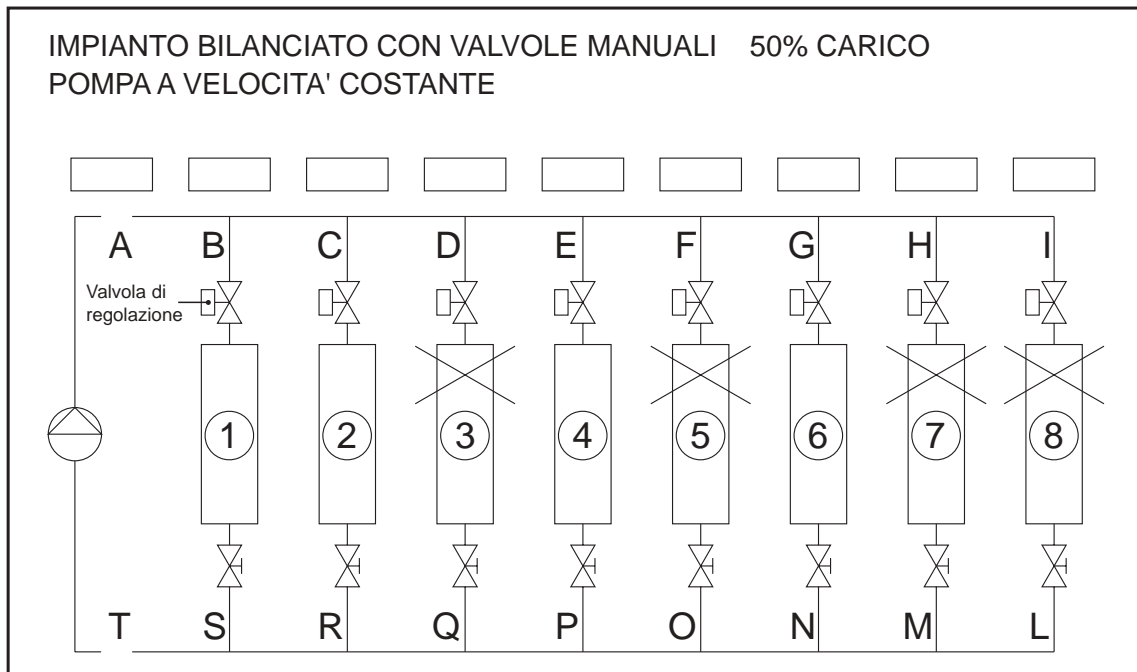 IMPIANTO BILANCIATO CON VALVOLE MANUALI 50% CARICO
POMPA A VELOCITA' COSTANTE
A B C D E F G H I
Valvola di
regolazione
1 2 3 4 5 6 7 8
T S R Q P O N M L